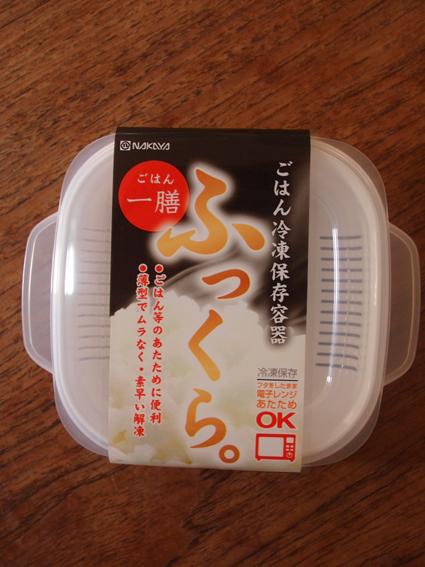 NAKAYA
ごはん
一膳
ごはん冷凍保存容器
ふっくら。
●ごはん等のあたために便利
●薄型でムラなく・素早い解凍
冷凍保存
フタをしたまま
電子レンジ
あたため
OK